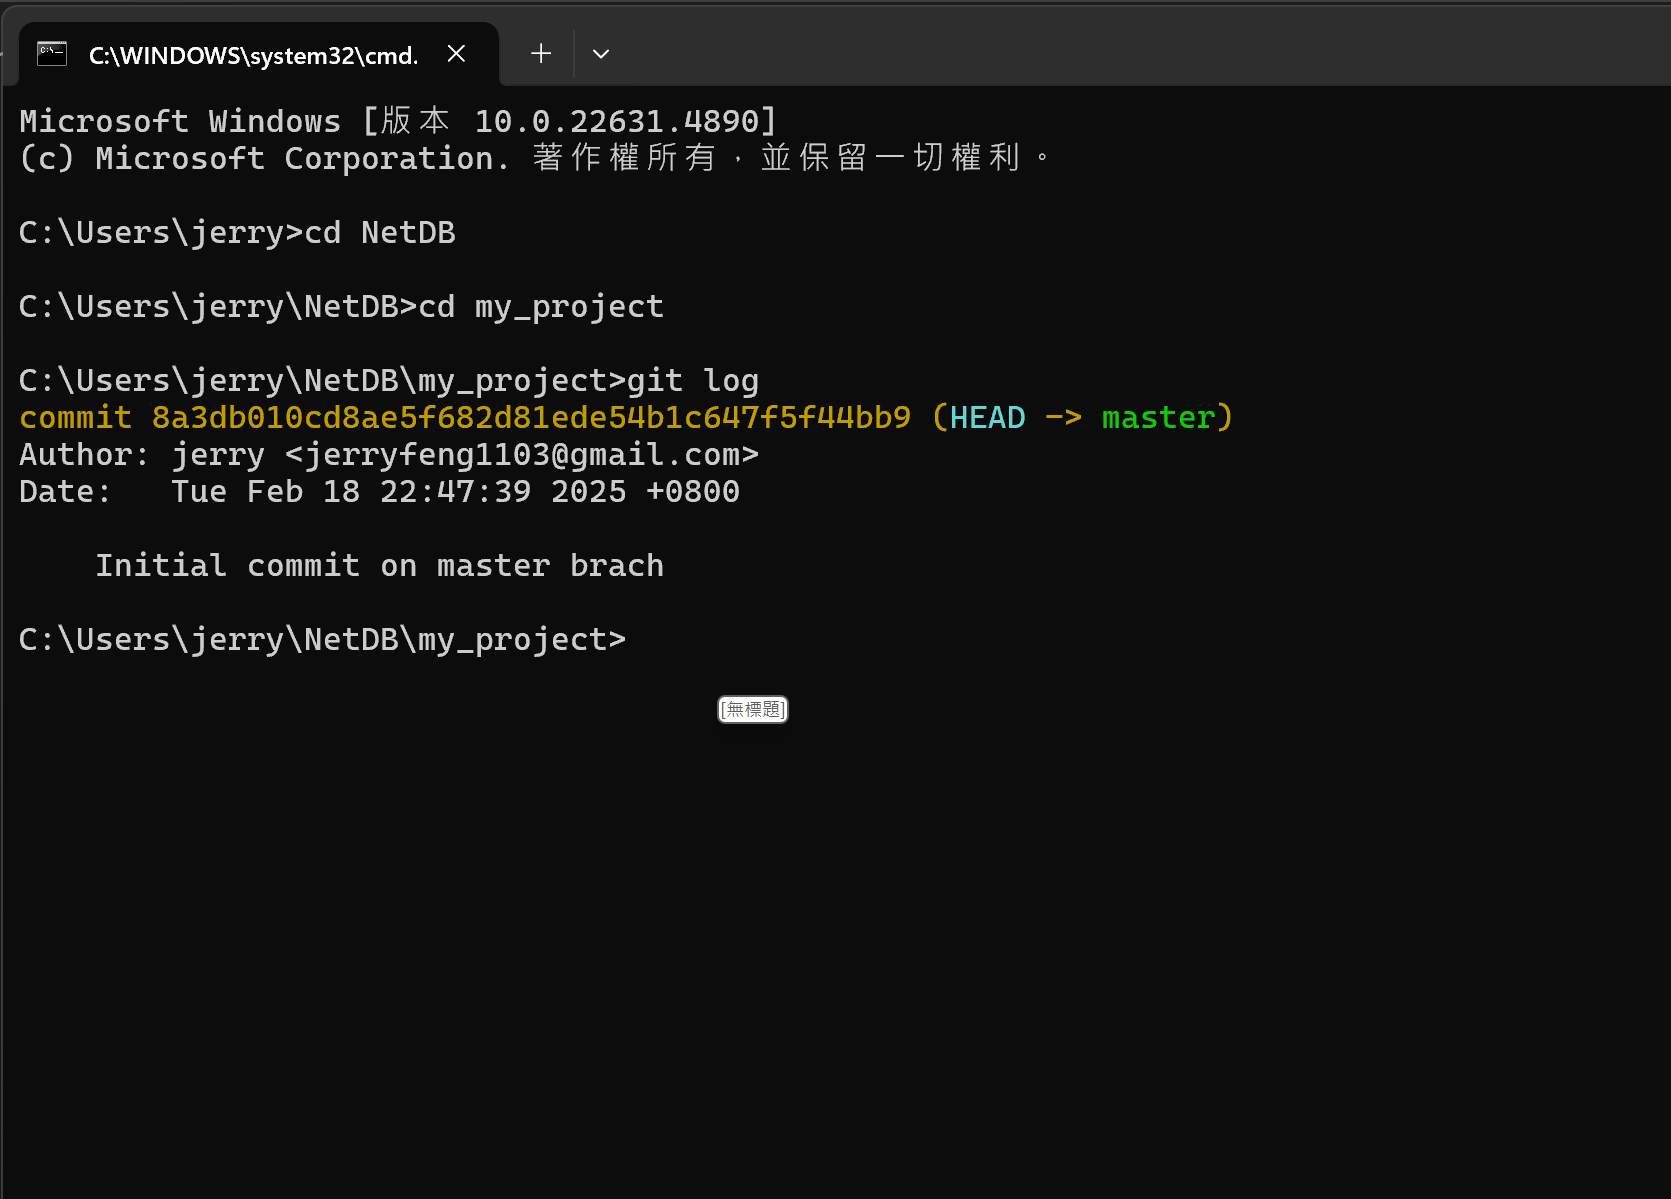 C:\WINDOWS\system32\cmd.
Microsoft Windows [版本 10.0.22631.4890]
(c) Microsoft Corporation. 著作權所有，並保留一切權利。
C:\Users\jerry>cd NetDB
C:\Users\jerry\NetDB>cd my_project
C:\Users\jerry\NetDB\my_project>git log
commit 8a3db010cd8ae5f682d81ede54b1c647f5f44bb9 (HEAD -> master)
Author: jerry <jerryfeng1103@gmail.com>
Date:   Tue Feb 18 22:47:39 2025 +0800
    Initial commit on master brach
C:\Users\jerry\NetDB\my_project>
[無標題]